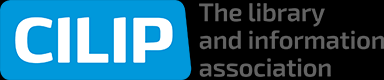 CILIP
The library
and information
association